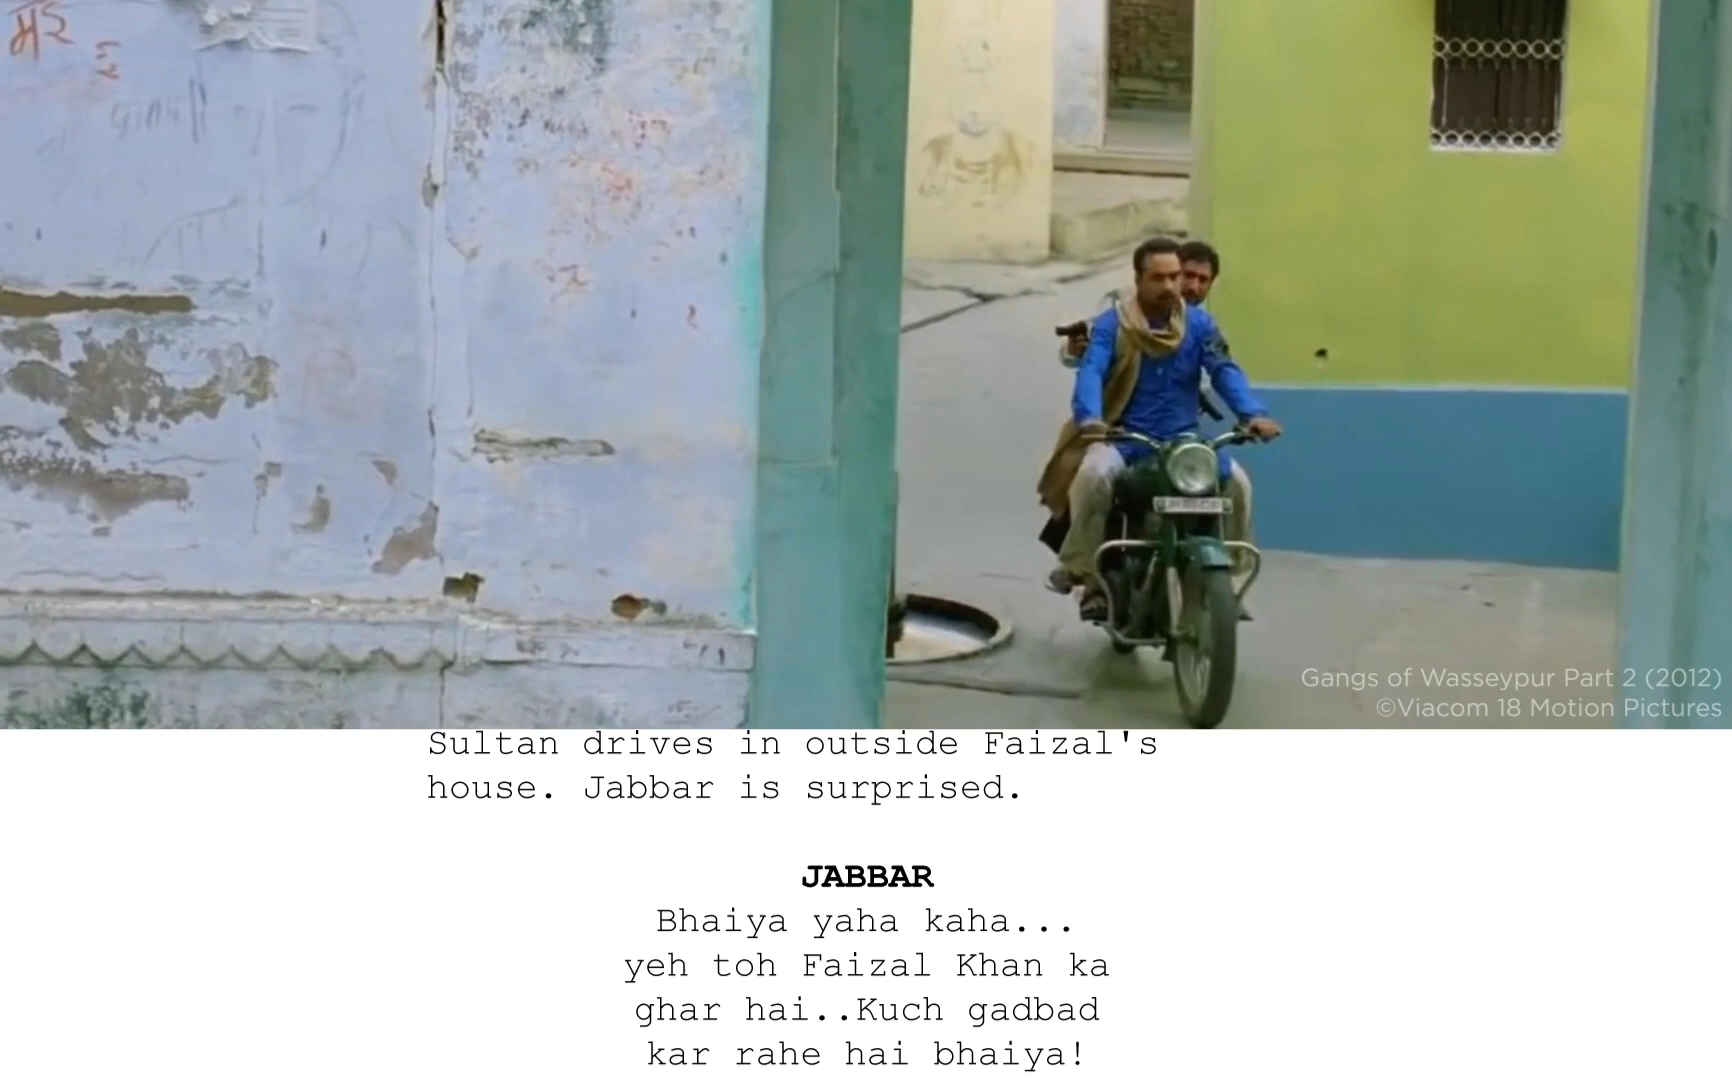 Gangs of Wasseypur Part 2 (2012)
©Viacom 18 Motion Pictures
Sultan drives in outside Faizal's
house. Jabbar is surprised.
JABBAR
Bhaiya yaha kaha...
yeh toh Faizal Khan ka
ghar hai..Kuch gadbad
kar rahe hai bhaiya!